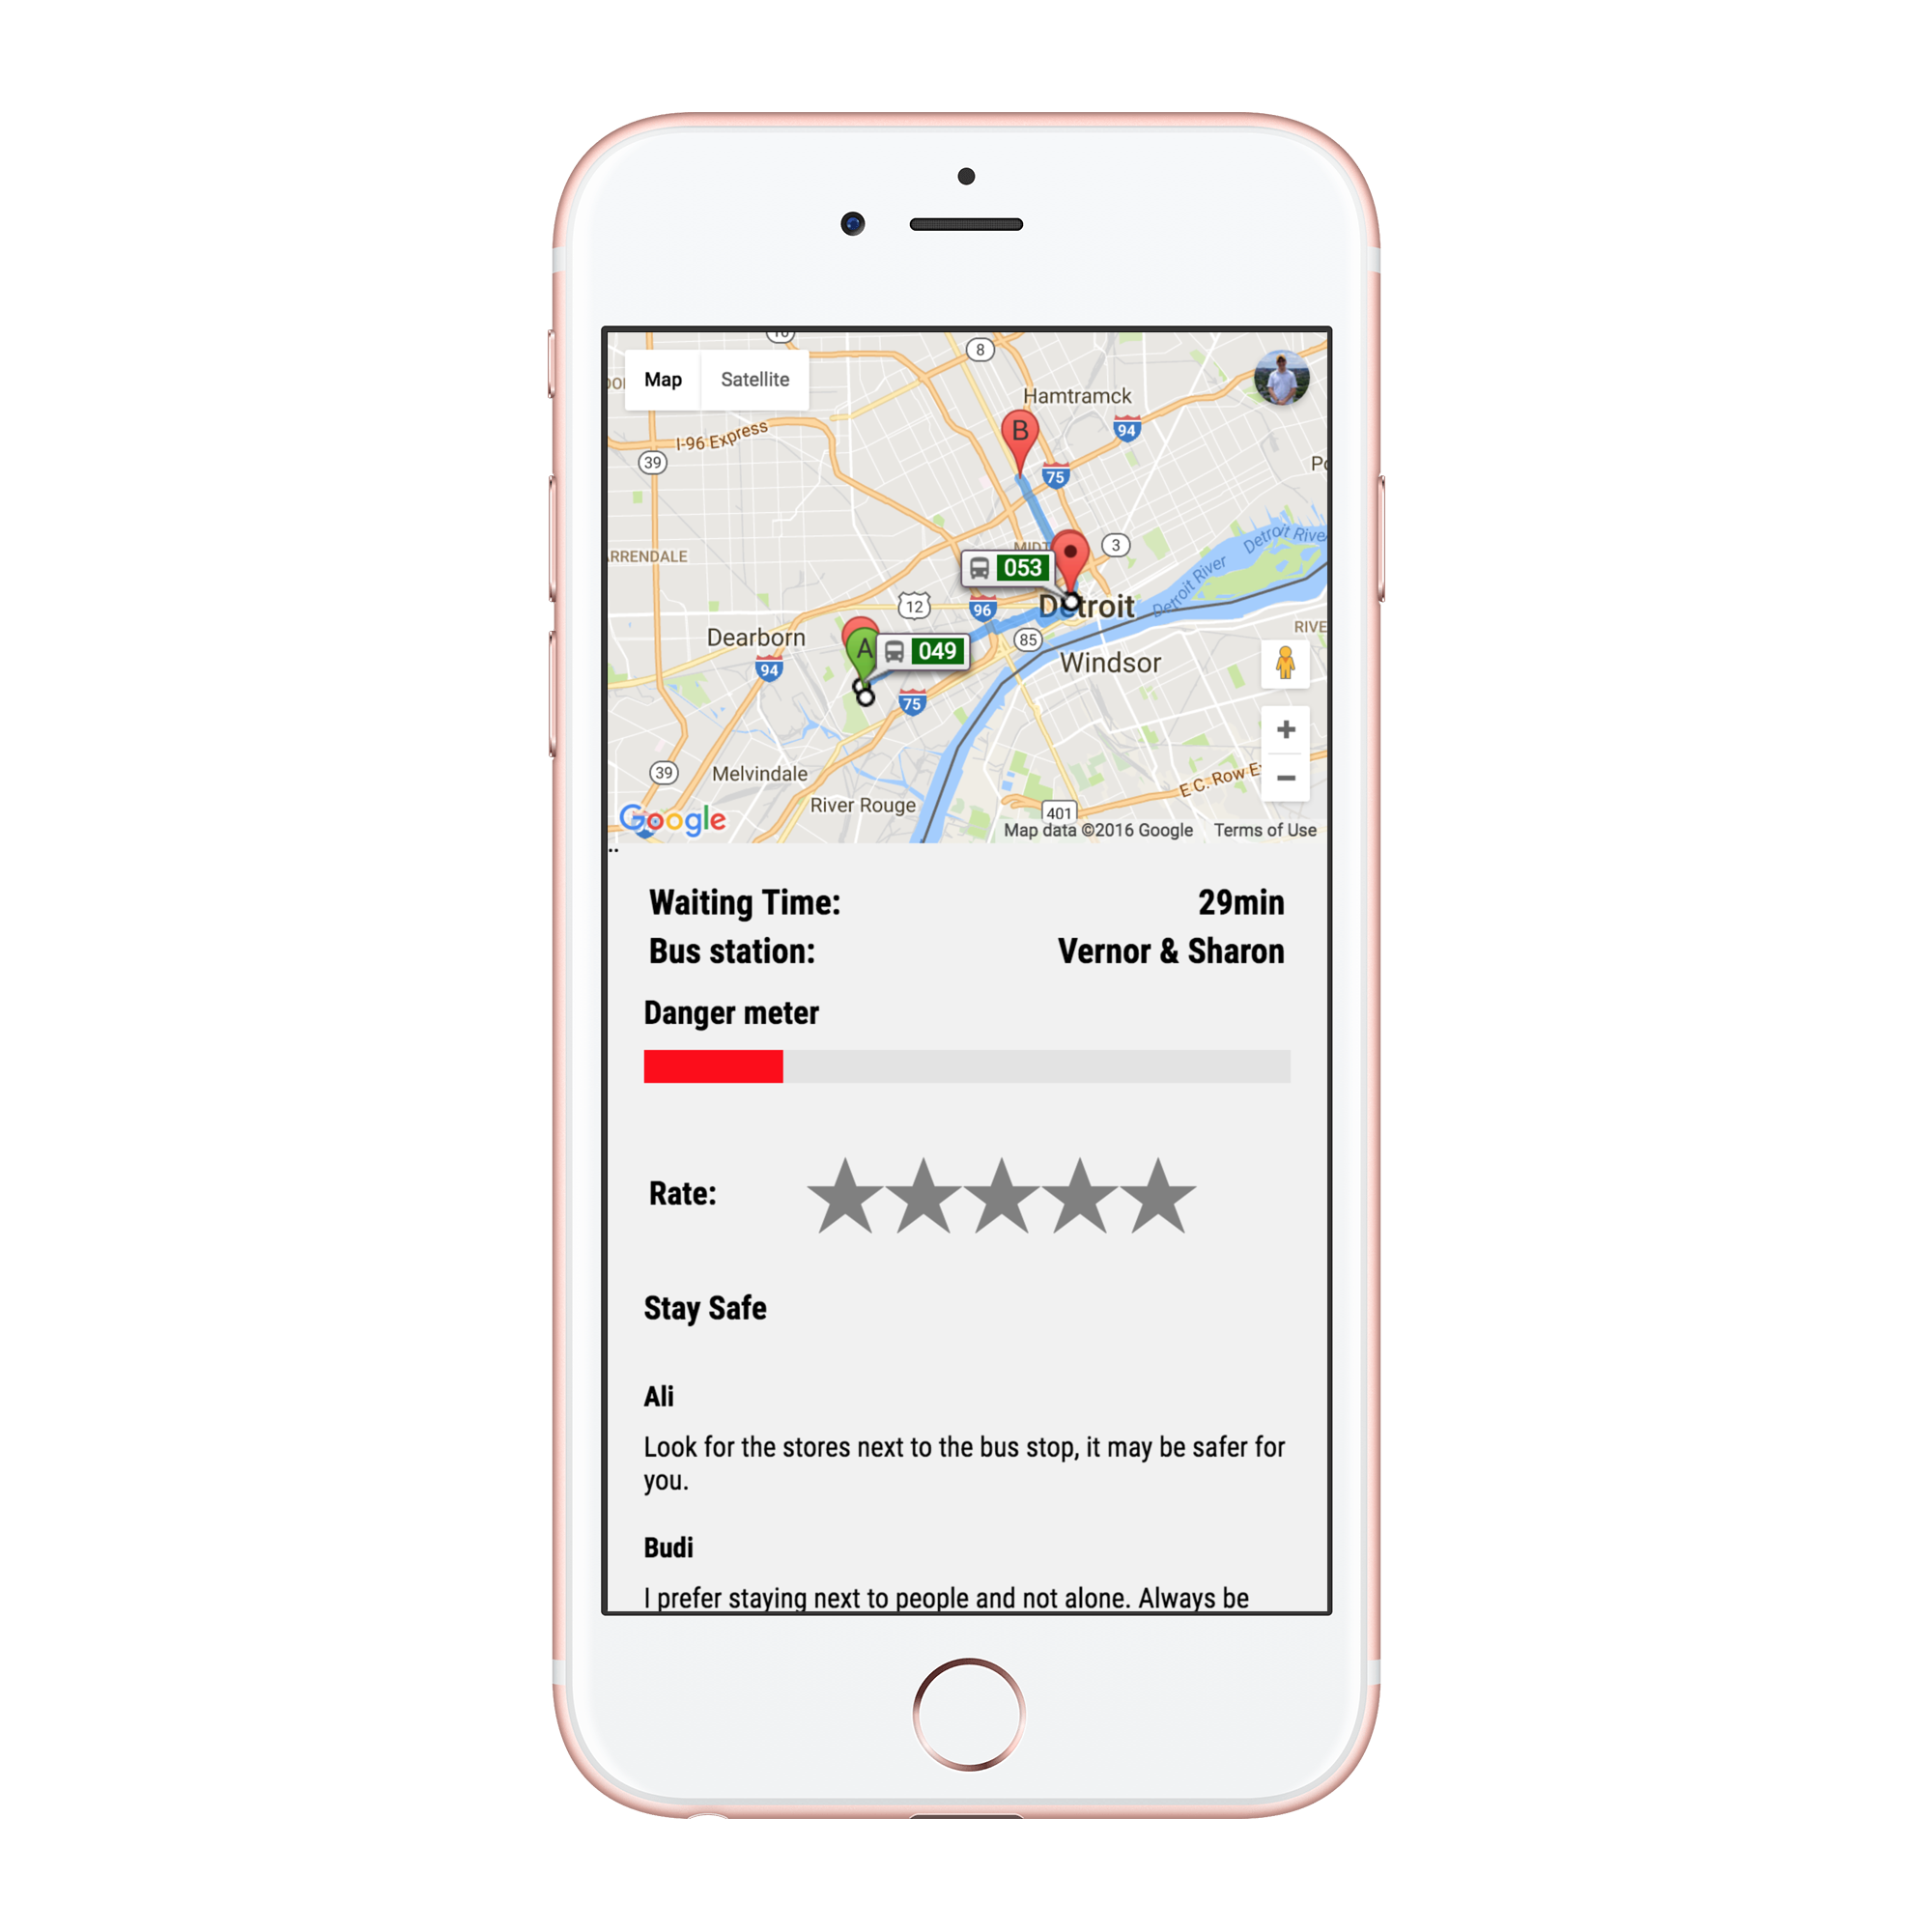 10
8
Map Satellite
Hamtramck
I-96 Express
94
B
39
75
RRENDALE
3
Detroit River
053
Detroit River
12
96
Detroit
Dearborn
A
049
85
RIVE
94
Windsor
75
39
Melvindale
E.C. Row E
River Rouge
401
Google
Map data ©2016 Google Terms of Use
Waiting Time: 29min
Bus station: Vernor & Sharon
Danger meter
Rate:
Stay Safe
Ali
Look for the stores next to the bus stop, it may be safer for
you.
Budi
I prefer staying next to people and not alone. Always be